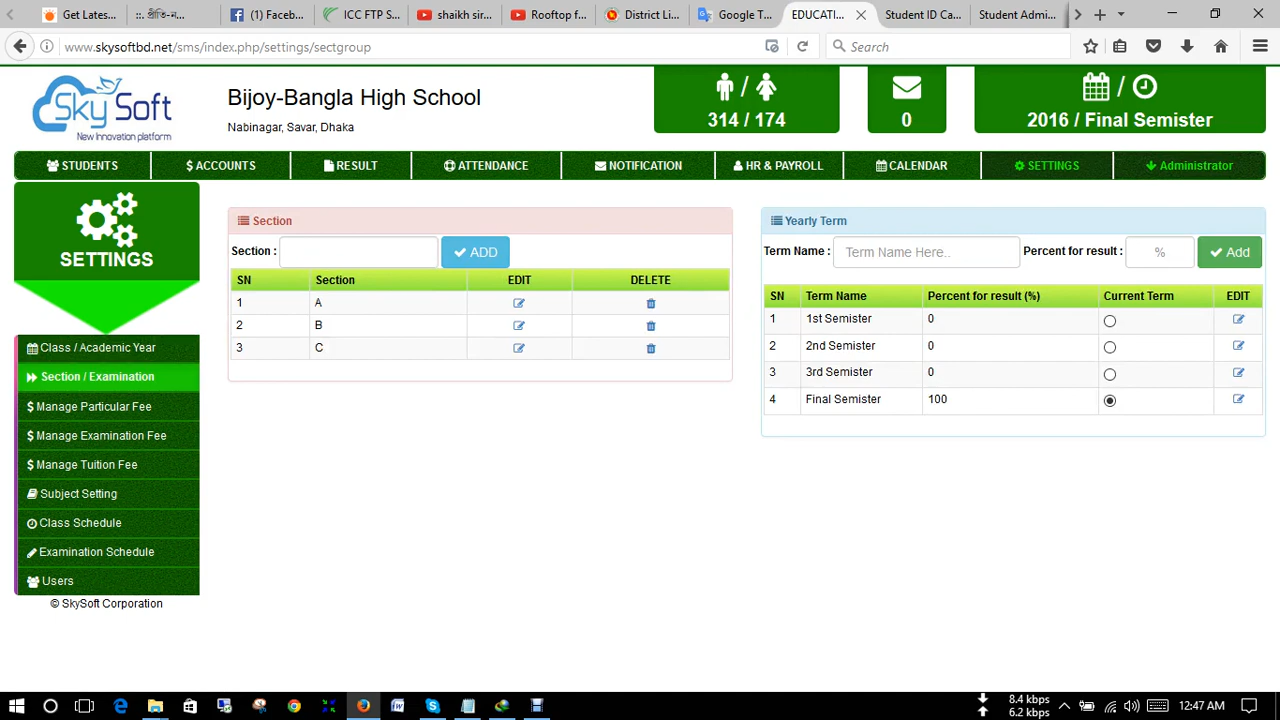 Get Lates...
:: প্রীতি-ন...
(1) Faceb...
ICC FTP S...
shaikh sir...
Rooftop f...
District Li...
Google T...
EDUCATI...
Student ID Ca...
Student Admi...
www.skysoftbd.net/sms/index.php/settings/sectgroup
Search
Sky Soft
New Innovation platform
Bijoy-Bangla High School
Nabinagar, Savar, Dhaka
/
314 / 174
0
/
2016 / Final Semister
STUDENTS
$ ACCOUNTS
RESULT
ATTENDANCE
NOTIFICATION
HR & PAYROLL
CALENDAR
SETTINGS
Administrator
SETTINGS
Class / Academic Year
Section / Examination
$ Manage Particular Fee
$ Manage Examination Fee
$ Manage Tuition Fee
Subject Setting
Class Schedule
Examination Schedule
Users
© SkySoft Corporation
Section
Section :
ADD
SN Section EDIT DELETE
1 A
2 B
3 C
Yearly Term
Term Name : Term Name Here.. Percent for result : % Add
SN Term Name Percent for result (%) Current Term EDIT
1 1st Semister 0
2 2nd Semister 0
3 3rd Semister 0
4 Final Semister 100
8.4 kbps
6.2 kbps
12:47 AM